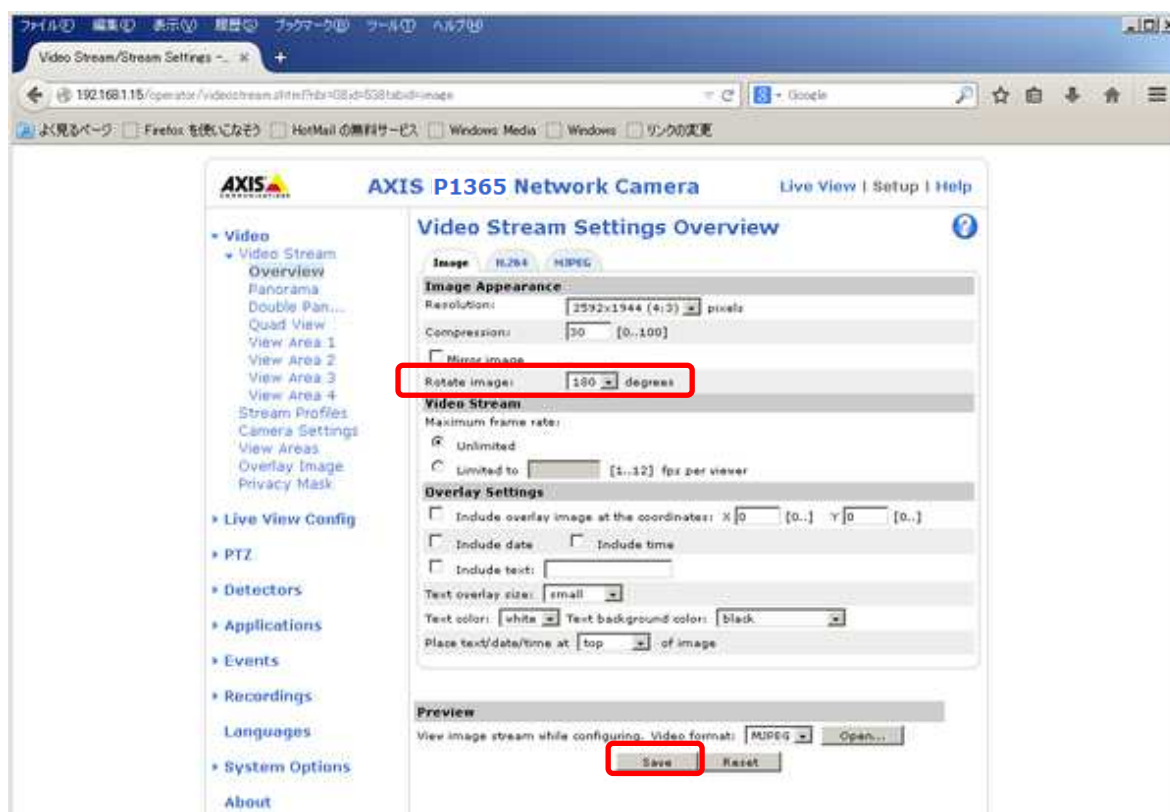 ファイル(F) 編集(E) 表示(V) 履歴(S) ブックマーク(B) ツール(T) ヘルプ(H)
Video Stream/Stream Settings -...
192.168.1.15/operator/videostream.shtml?nbr=0&id=538tabid=image
Google
よく見るページ Firefox を使いこなそう HotMail の無料サービス Windows Media Windows リンクの変更
AXIS
COMMUNICATIONS
AXIS P1365 Network Camera
Live View | Setup | Help
Video
Video Stream
Overview
Panorama
Double Pan...
Quad View
View Area 1
View Area 2
View Area 3
View Area 4
Stream Profiles
Camera Settings
View Areas
Overlay Image
Privacy Mask
Live View Config
PTZ
Detectors
Applications
Events
Recordings
Languages
System Options
About
Video Stream Settings Overview
Image H.264 MJPEG
Image Appearance
Resolution: 2592x1944 (4:3) pixels
Compression: 30 [0..100]
Mirror image
Rotate image: 180 degrees
Video Stream
Maximum frame rate:
Unlimited
Limited to [1..12] fps per viewer
Overlay Settings
Include overlay image at the coordinates: X 0 [0..] Y 0 [0..]
Include date Include time
Include text:
Text overlay size: small
Text color: white Text background color: black
Place text/date/time at top of image
Preview
View image stream while configuring. Video format: MJPEG Open...
Save Reset